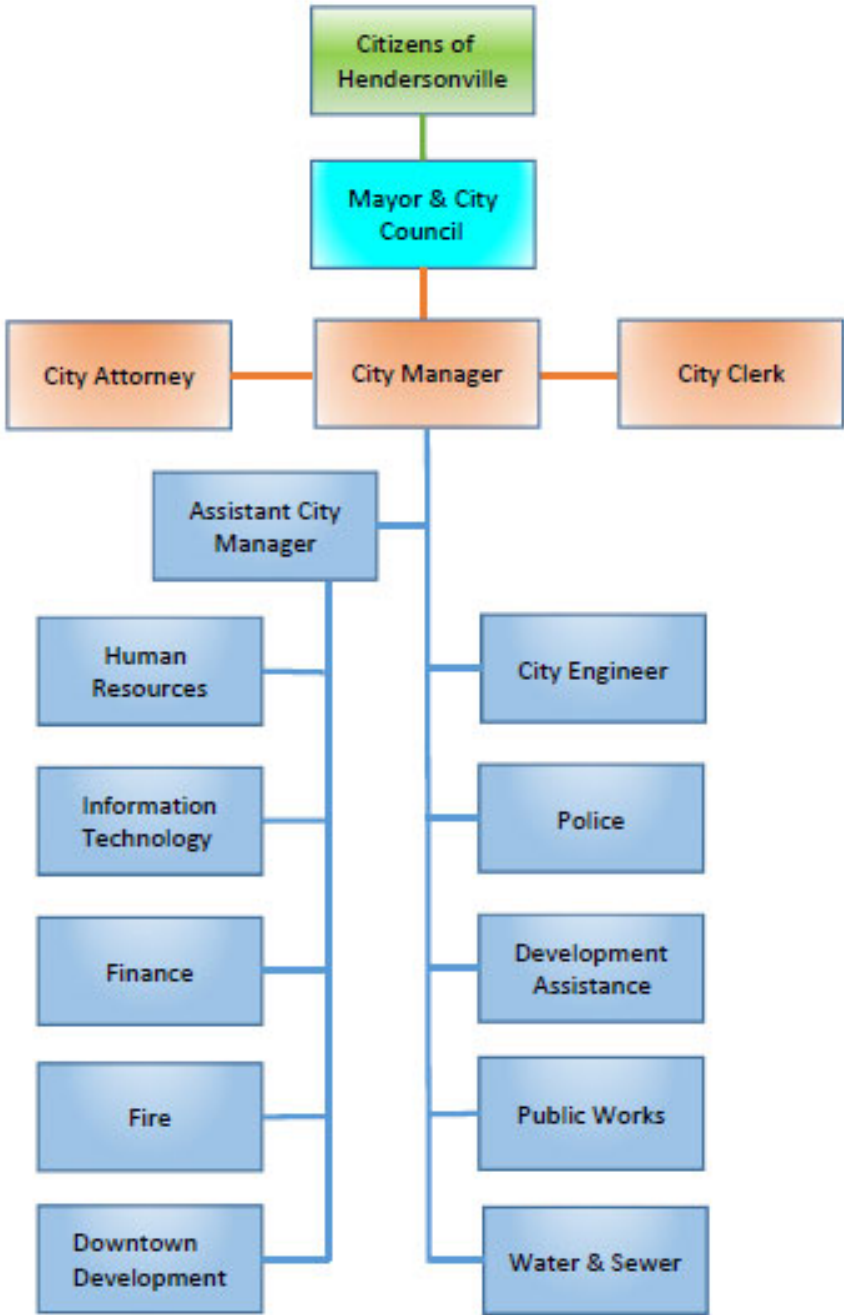 Citizens of
Hendersonville
Mayor & City
Council
City Attorney
City Manager
City Clerk
Assistant City
Manager
Human
Resources
City Engineer
Information
Technology
Police
Finance
Development
Assistance
Fire
Public Works
Downtown
Development
Water & Sewer